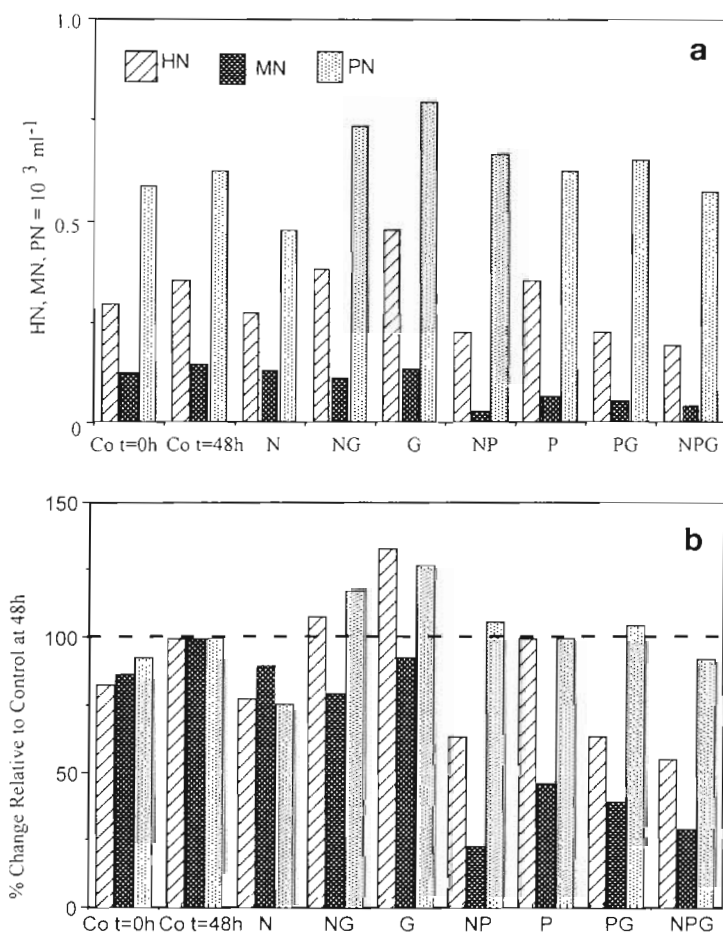 1.0
a
HN
MN
PN
HN, MN, PN = 10³ ml⁻¹
0.5
0
Co t=0h Co t=48h N NG G NP P PG NPG
150
b
% Change Relative to Control at 48h
100
50
0
Co t=0h Co t=48h N NG G NP P PG NPG